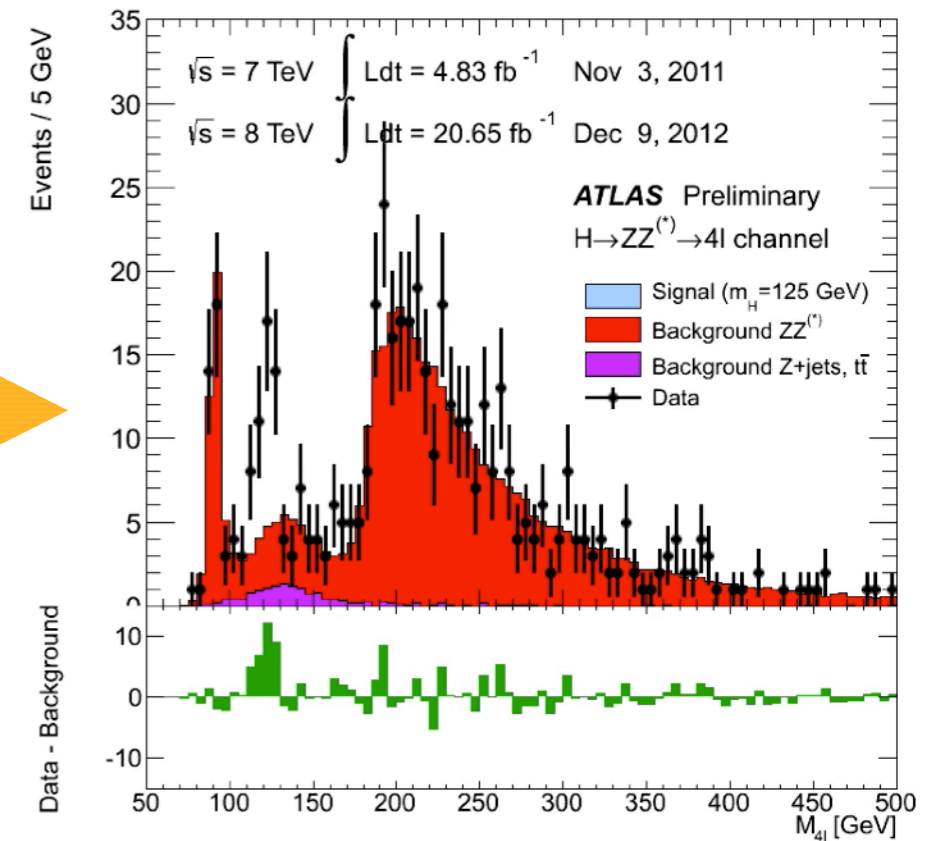 Events / 5 GeV
35
30
25
20
15
10
5
0
√s = 7 TeV ∫ Ldt = 4.83 fb⁻¹ Nov 3, 2011
√s = 8 TeV ∫ Ldt = 20.65 fb⁻¹ Dec 9, 2012
ATLAS Preliminary
H→ZZ(*)→4l channel
Signal (mH=125 GeV)
Background ZZ(*)
Background Z+jets, tt̄
Data
Data - Background
10
0
-10
50 100 150 200 250 300 350 400 450 500
M4l [GeV]